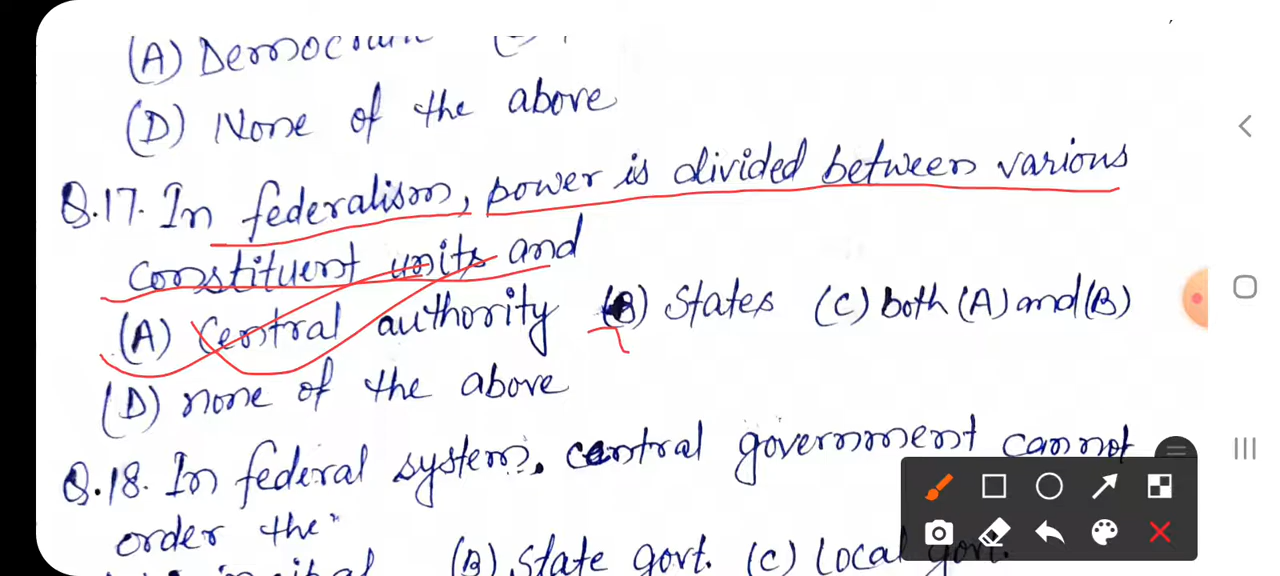 (A)
(D) None of the above
Q.17. In federalism, power is divided between various
constituent units and
(A) Central authority (B) States (C) both (A) and (B)
(D) none of the above
Q.18. In federal system, central government cannot
order the
(B) State govt. (C) Local govt.